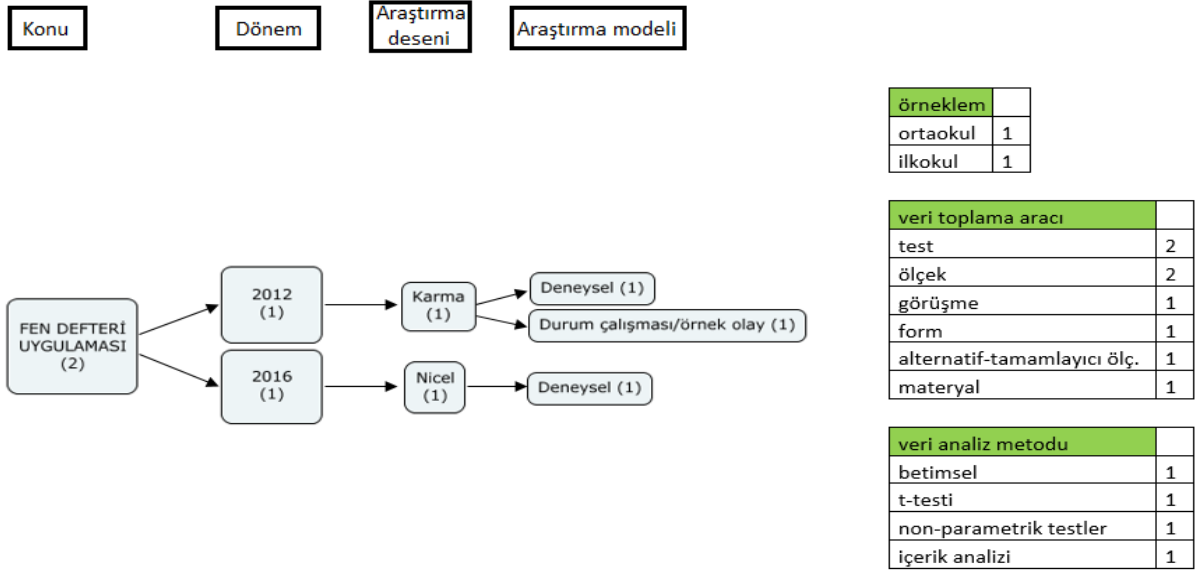 Konu
Dönem
Araştırma
deseni
Araştırma modeli
FEN DEFTERİ
UYGULAMASI
(2)
2012
(1)
2016
(1)
Karma
(1)
Nicel
(1)
Deneysel (1)
Durum çalışması/örnek olay (1)
Deneysel (1)
örneklem
ortaokul 1
ilkokul 1
veri toplama aracı
test 2
ölçek 2
görüşme 1
form 1
alternatif-tamamlayıcı ölç. 1
materyal 1
veri analiz metodu
betimsel 1
t-testi 1
non-parametrik testler 1
içerik analizi 1